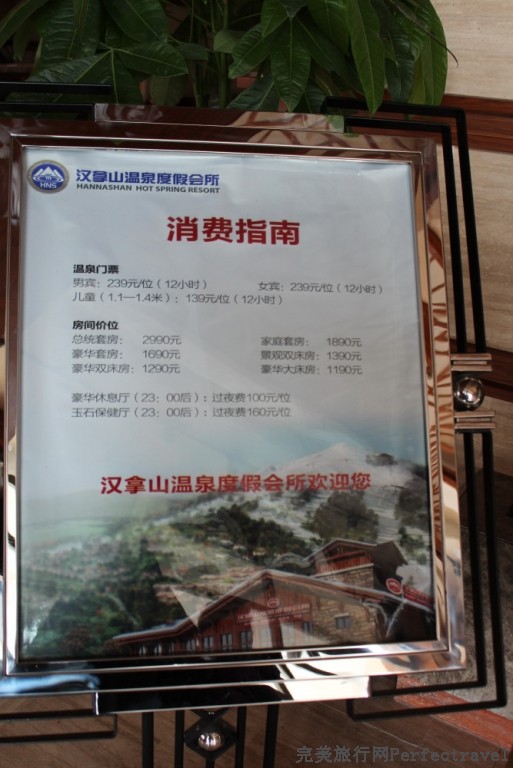 HNS
汉拿山温泉度假会所
HANNASHAN HOT SPRING RESORT
消费指南
温泉门票
男宾：239元/位（12小时） 女宾：239元/位（12小时）
儿童（1.1—1.4米）：139元/位（12小时）
房间价位
总统套房： 2990元 家庭套房： 1890元
豪华套房： 1690元 景观双床房：1390元
豪华双床房：1290元 豪华大床房：1190元
豪华休息厅（23：00后）：过夜费100元/位
玉石保健厅（23：00后）：过夜费160元/位
汉拿山温泉度假会所欢迎您
完美旅行网Perfectravel